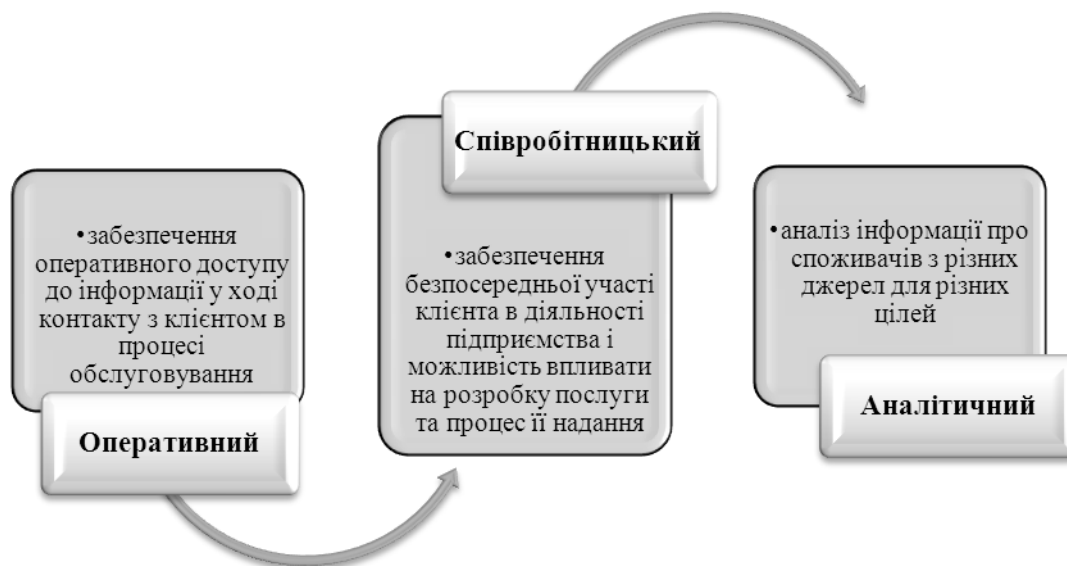 •забезпечення
оперативного доступу
до інформації у ході
контакту з клієнтом в
процесі
обслуговування
Оперативний
Співробітницький
•забезпечення
безпосередньої участі
клієнта в діяльності
підприємства і
можливість впливати
на розробку послуги
та процес її надання
•аналіз інформації про
споживачів з різних
джерел для різних
цілей
Аналітичний